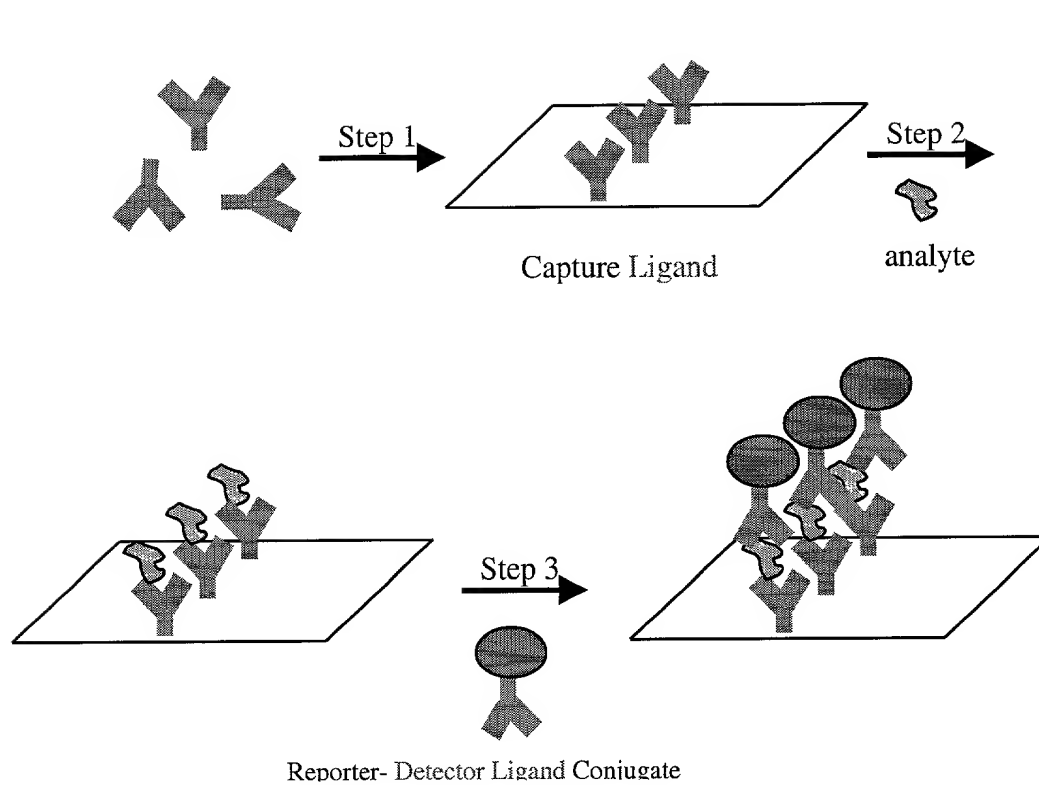 Step 1
Step 2
Capture Ligand
analyte
Step 3
Reporter- Detector Ligand Conjugate